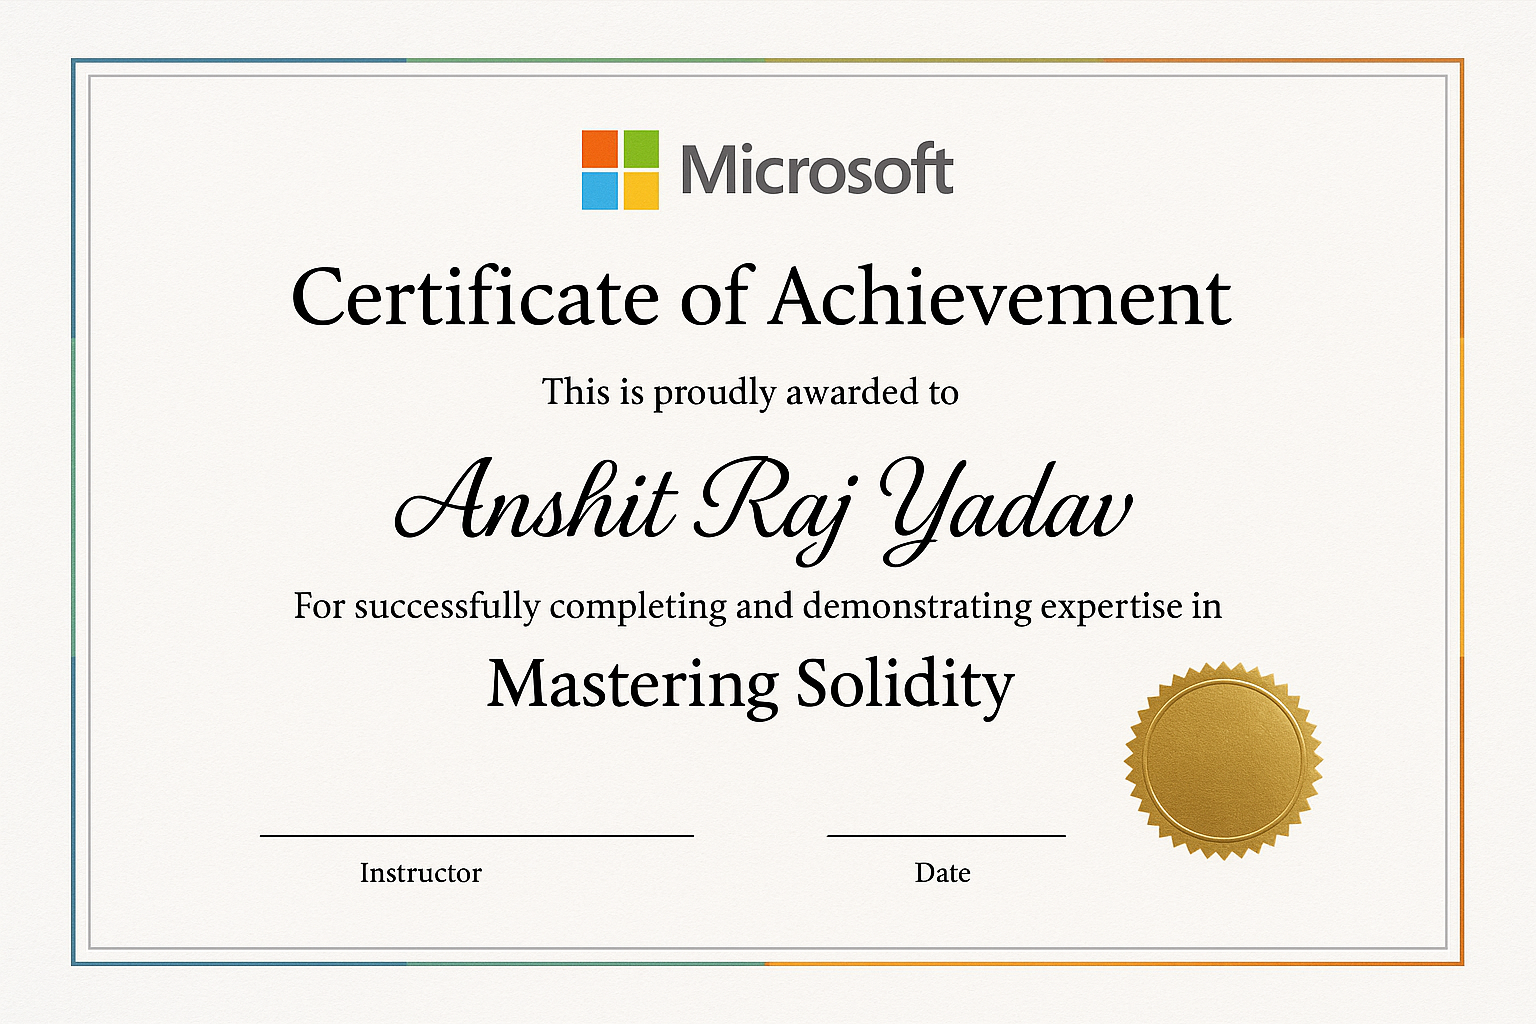 Microsoft
Certificate of Achievement
This is proudly awarded to
Anshit Raj Yadav
For successfully completing and demonstrating expertise in
Mastering Solidity
Instructor
Date